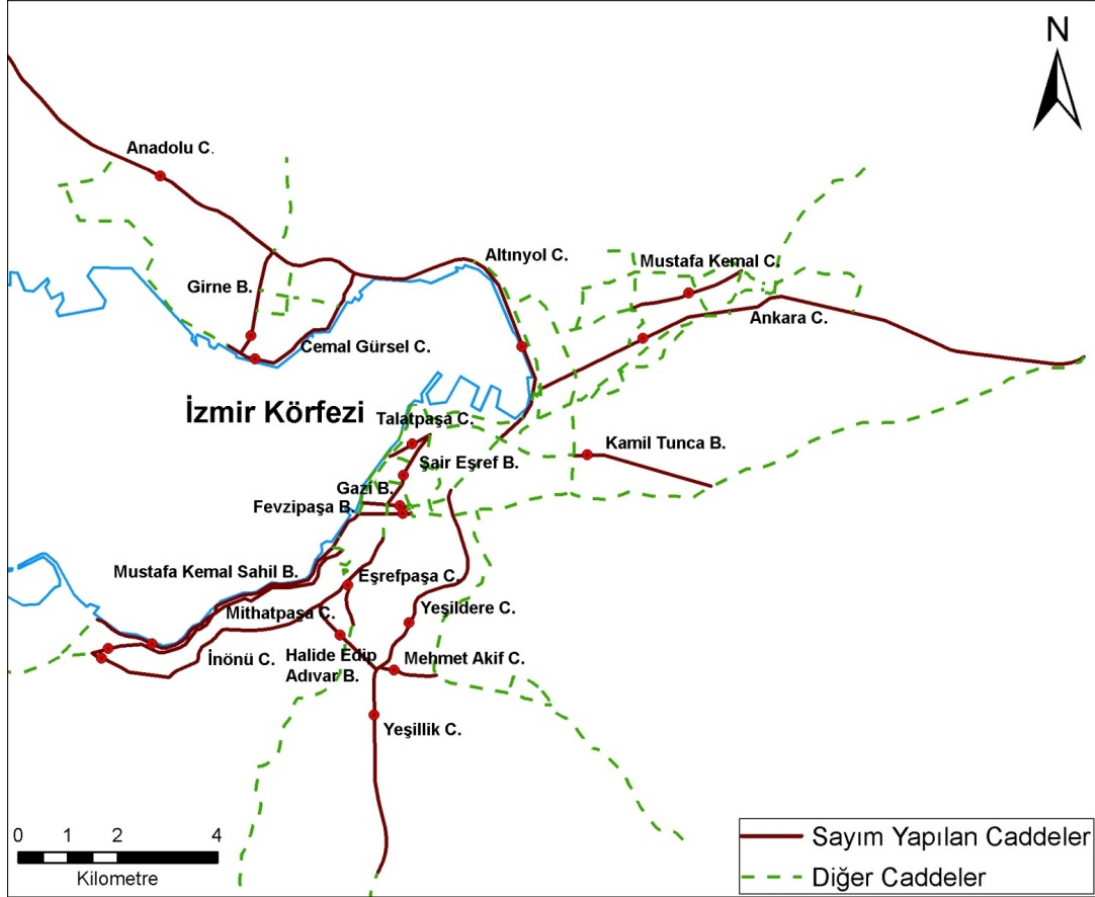 N
Anadolu C.
Altınyol C.
Mustafa Kemal C.
Girne B.
Ankara C.
Cemal Gürsel C.
İzmir Körfezi
Talatpaşa C.
Kamil Tunca B.
Şair Eşref B.
Gazi B.
Fevzipaşa B.
Mustafa Kemal Sahil B.
Eşrefpaşa C.
Mithatpaşa C.
Yeşildere C.
İnönü C.
Halide Edip
Adıvar B.
Mehmet Akif C.
Yeşillik C.
0 1 2 4
Kilometre
Sayım Yapılan Caddeler
Diğer Caddeler